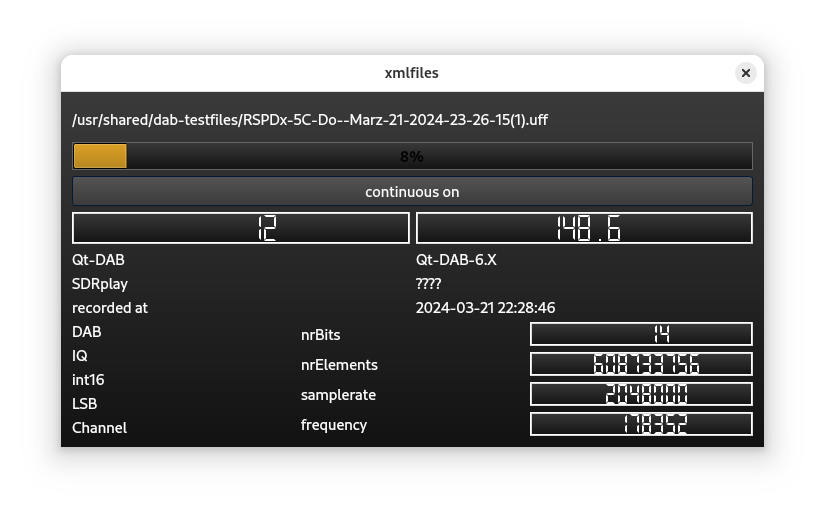 xmlfiles
/usr/shared/dab-testfiles/RSPDx-5C-Do--Marz-21-2024-23-26-15(1).uff
8%
continuous on
12 148.6
Qt-DAB Qt-DAB-6.X
SDRplay ????
recorded at 2024-03-21 22:28:46
DAB
IQ
int16
LSB
Channel
nrBits 14
nrElements 608733756
samplerate 2048000
frequency 178352